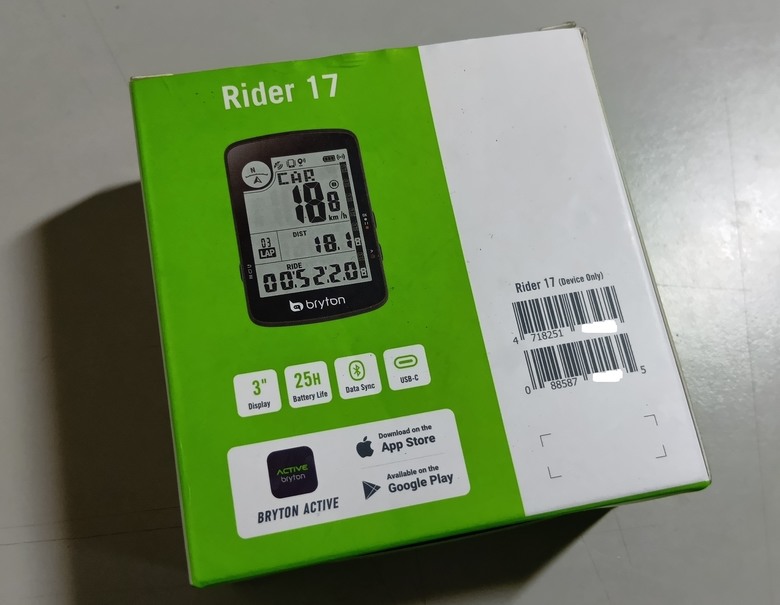 Rider 17
N
CAR
18.8
km/h
03
LAP
DIST
18.18
RIDE
00:52:20
bryton
3"
Display
25H
Battery Life
Data Sync
USB-C
ACTIVE
bryton
BRYTON ACTIVE
Download on the
App Store
Available on the
Google Play
Rider 17 (Device Only)
4 718251
0 88587 5